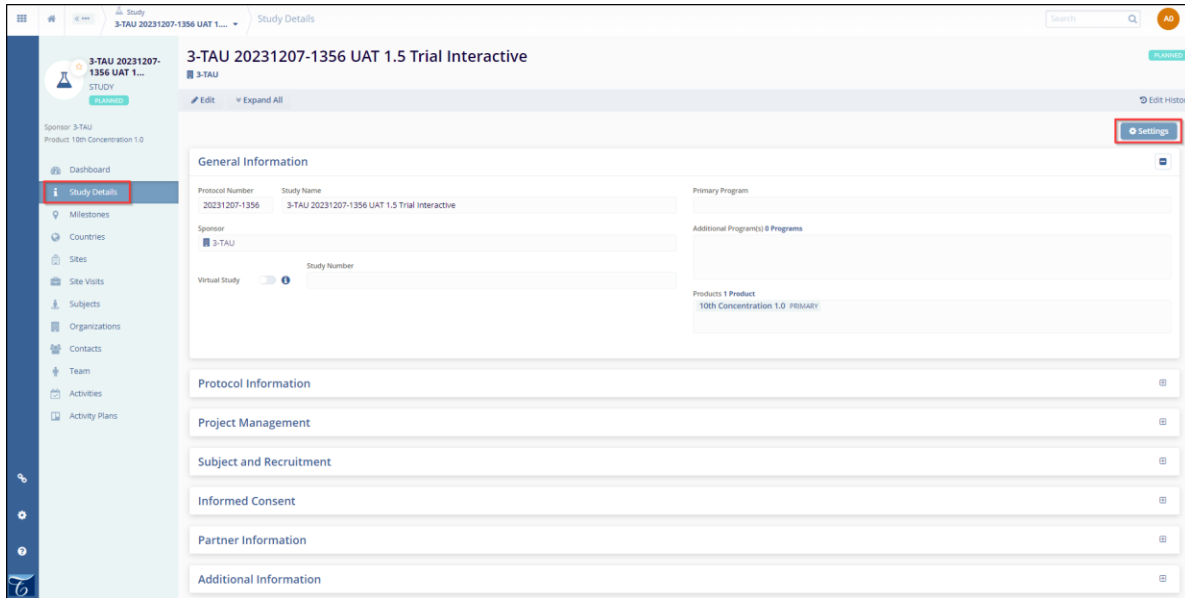 Study
3-TAU 20231207-1356 UAT 1....
Study Details
Search
A0
3-TAU 20231207-
1356 UAT 1...
STUDY
PLANNED
Sponsor 3-TAU
Product 10th Concentration 1.0
Dashboard
Study Details
Milestones
Countries
Sites
Site Visits
Subjects
Organizations
Contacts
Team
Activities
Activity Plans
3-TAU 20231207-1356 UAT 1.5 Trial Interactive
3-TAU
PLANNED
Edit Expand All
Edit Histor
Settings
General Information
Protocol Number Study Name Primary Program
20231207-1356 3-TAU 20231207-1356 UAT 1.5 Trial Interactive
Sponsor Additional Program(s) 0 Programs
3-TAU
Study Number
Virtual Study
Products 1 Product
10th Concentration 1.0 PRIMARY
Protocol Information
Project Management
Subject and Recruitment
Informed Consent
Partner Information
Additional Information